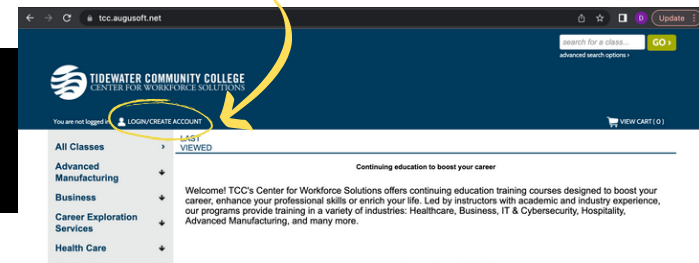 tcc.augusoft.net
D
Update
search for a class...
GO ›
advanced search options ›
TIDEWATER COMMUNITY COLLEGE
CENTER FOR WORKFORCE SOLUTIONS
You are not logged in
LOGIN/CREATE ACCOUNT
VIEW CART ( 0 )
All Classes ›
LAST
VIEWED
Advanced
Manufacturing
Business
Career Exploration
Services
Health Care
Continuing education to boost your career
Welcome! TCC's Center for Workforce Solutions offers continuing education training courses designed to boost your
career, enhance your professional skills or enrich your life. Led by instructors with academic and industry experience,
our programs provide training in a variety of industries: Healthcare, Business, IT & Cybersecurity, Hospitality,
Advanced Manufacturing, and many more.